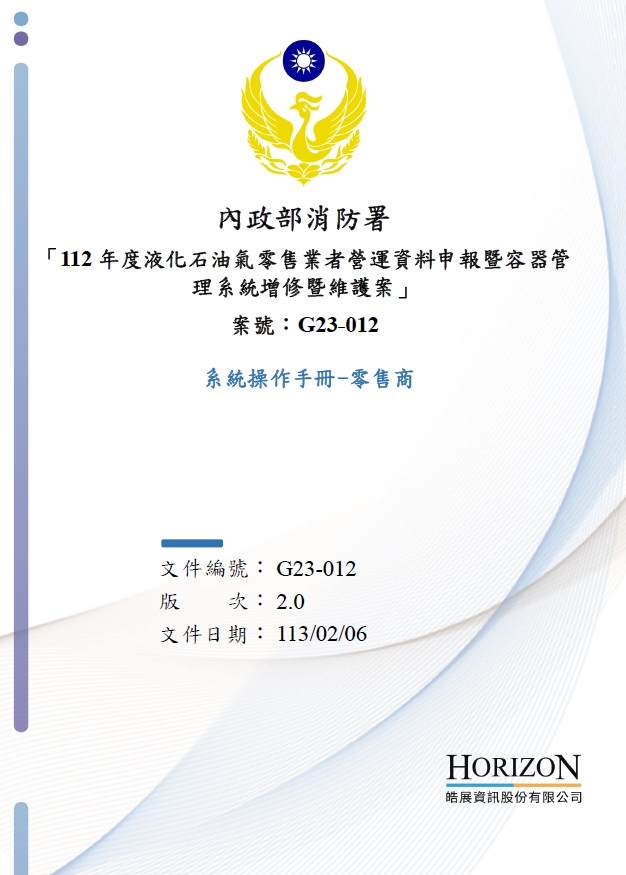 內政部消防署
「112 年度液化石油氣零售業者營運資料申報暨容器管
理系統增修暨維護案」
案號：G23-012
系統操作手冊-零售商
文件編號： G23-012
版　　次： 2.0
文件日期： 113/02/06
HORIZON
皓展資訊股份有限公司